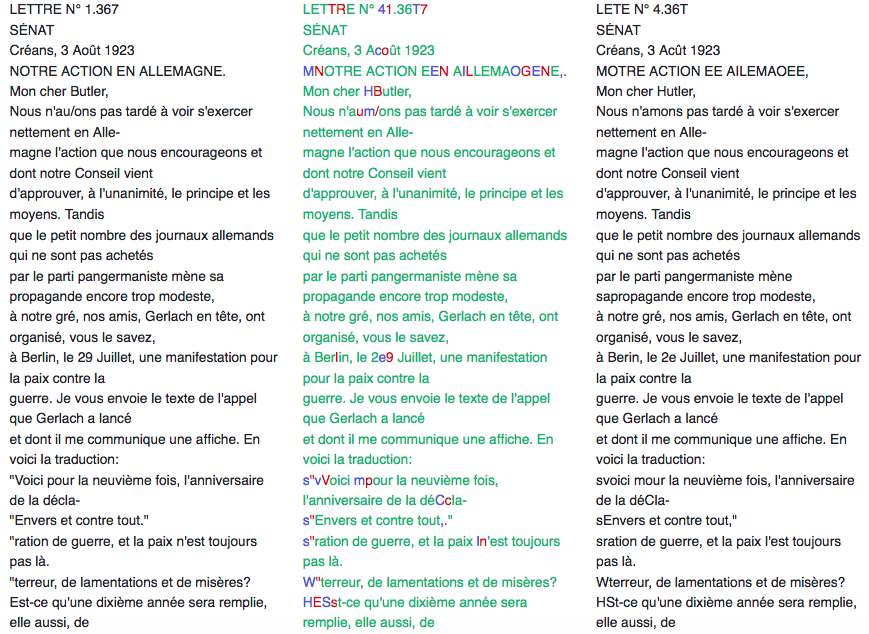 LETTRE N° 1.367
SÉNAT
Créans, 3 Août 1923
NOTRE ACTION EN ALLEMAGNE.
Mon cher Butler,
Nous n'au/ons pas tardé à voir s'exercer
nettement en Alle-
magne l'action que nous encourageons et
dont notre Conseil vient
d'approuver, à l'unanimité, le principe et les
moyens. Tandis
que le petit nombre des journaux allemands
qui ne sont pas achetés
par le parti pangermaniste mène sa
propagande encore trop modeste,
à notre gré, nos amis, Gerlach en tête, ont
organisé, vous le savez,
à Berlin, le 29 Juillet, une manifestation pour
la paix contre la
guerre. Je vous envoie le texte de l'appel
que Gerlach a lancé
et dont il me communique une affiche. En
voici la traduction:
"Voici pour la neuvième fois, l'anniversaire
de la décla-
"Envers et contre tout."
"ration de guerre, et la paix n'est toujours
pas là.
"terreur, de lamentations et de misères?
Est-ce qu'une dixième année sera remplie,
elle aussi, de
LETTRE N° 41.36T7
SÉNAT
Créans, 3 Acoût 1923
MNOTRE ACTION EEN AILLEMAOGENE,.
Mon cher HButler,
Nous n'aum/ons pas tardé à voir s'exercer
nettement en Alle-
magne l'action que nous encourageons et
dont notre Conseil vient
d'approuver, à l'unanimité, le principe et les
moyens. Tandis
que le petit nombre des journaux allemands
qui ne sont pas achetés
par le parti pangermaniste mène sa
propagande encore trop modeste,
à notre gré, nos amis, Gerlach en tête, ont
organisé, vous le savez,
à Berlin, le 2e9 Juillet, une manifestation
pour la paix contre la
guerre. Je vous envoie le texte de l'appel
que Gerlach a lancé
et dont il me communique une affiche. En
voici la traduction:
s"vVoici mpour la neuvième fois,
l'anniversaire de la déCcla-
s"Envers et contre tout,."
s"ration de guerre, et la paix ln'est toujours
pas là.
W"terreur, de lamentations et de misères?
HESst-ce qu'une dixième année sera
remplie, elle aussi, de
LETE N° 4.36T
SÉNAT
Créans, 3 Acût 1923
MOTRE ACTION EE AILEMAOEE,
Mon cher Hutler,
Nous n'amons pas tardé à voir s'exercer
nettement en Alle-
magne l'action que nous encourageons et
dont notre Conseil vient
d'approuver, à l'unanimité, le principe et les
moyens. Tandis
que le petit nombre des journaux allemands
qui ne sont pas achetés
par le parti pangermaniste mène
sapropagande encore trop modeste,
à notre gré, nos amis, Gerlach en tête, ont
organisé, vous le savez,
à Berin, le 2e Juillet, une manifestation pour
la paix contre la
guerre. Je vous envoie le texte de l'appel
que Gerlach a lancé
et dont il me communique une affiche. En
voici la traduction:
svoici mour la neuvième fois, l'anniversaire
de la déCla-
sEnvers et contre tout,"
sration de guerre, et la paix l'est toujours
pas là.
Wterreur, de lamentations et de misères?
HSt-ce qu'une dixième année sera remplie,
elle aussi, de